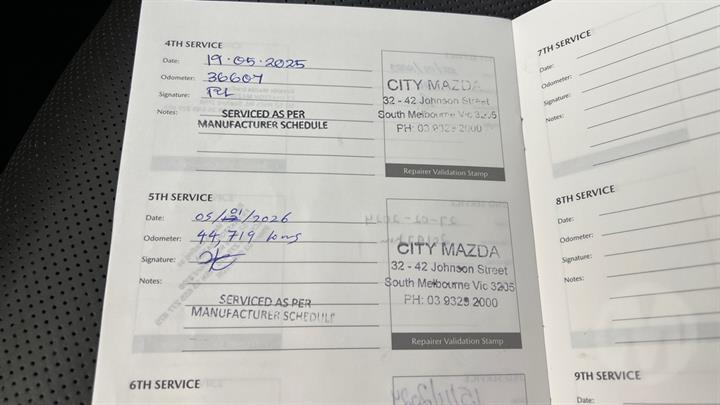 4TH SERVICE
Date: 19.05.2025
Odometer: 36607
Signature:
Notes: SERVICED AS PER
MANUFACTURER SCHEDULE
CITY MAZDA
32 - 42 Johnson Street
South Melbourne Vic 3205
PH: 03 9329 2000
Repairer Validation Stamp
5TH SERVICE
Date: 05/01/2026
Odometer: 44,719 kms
Signature:
Notes:
SERVICED AS PER
MANUFACTURER SCHEDULE
CITY MAZDA
32 - 42 Johnson Street
South Melbourne Vic 3205
PH: 03 9329 2000
Repairer Validation Stamp
6TH SERVICE
7TH SERVICE
Date:
Odometer:
Signature:
Notes:
8TH SERVICE
Date:
Odometer:
Signature:
Notes:
9TH SERVICE
Date: